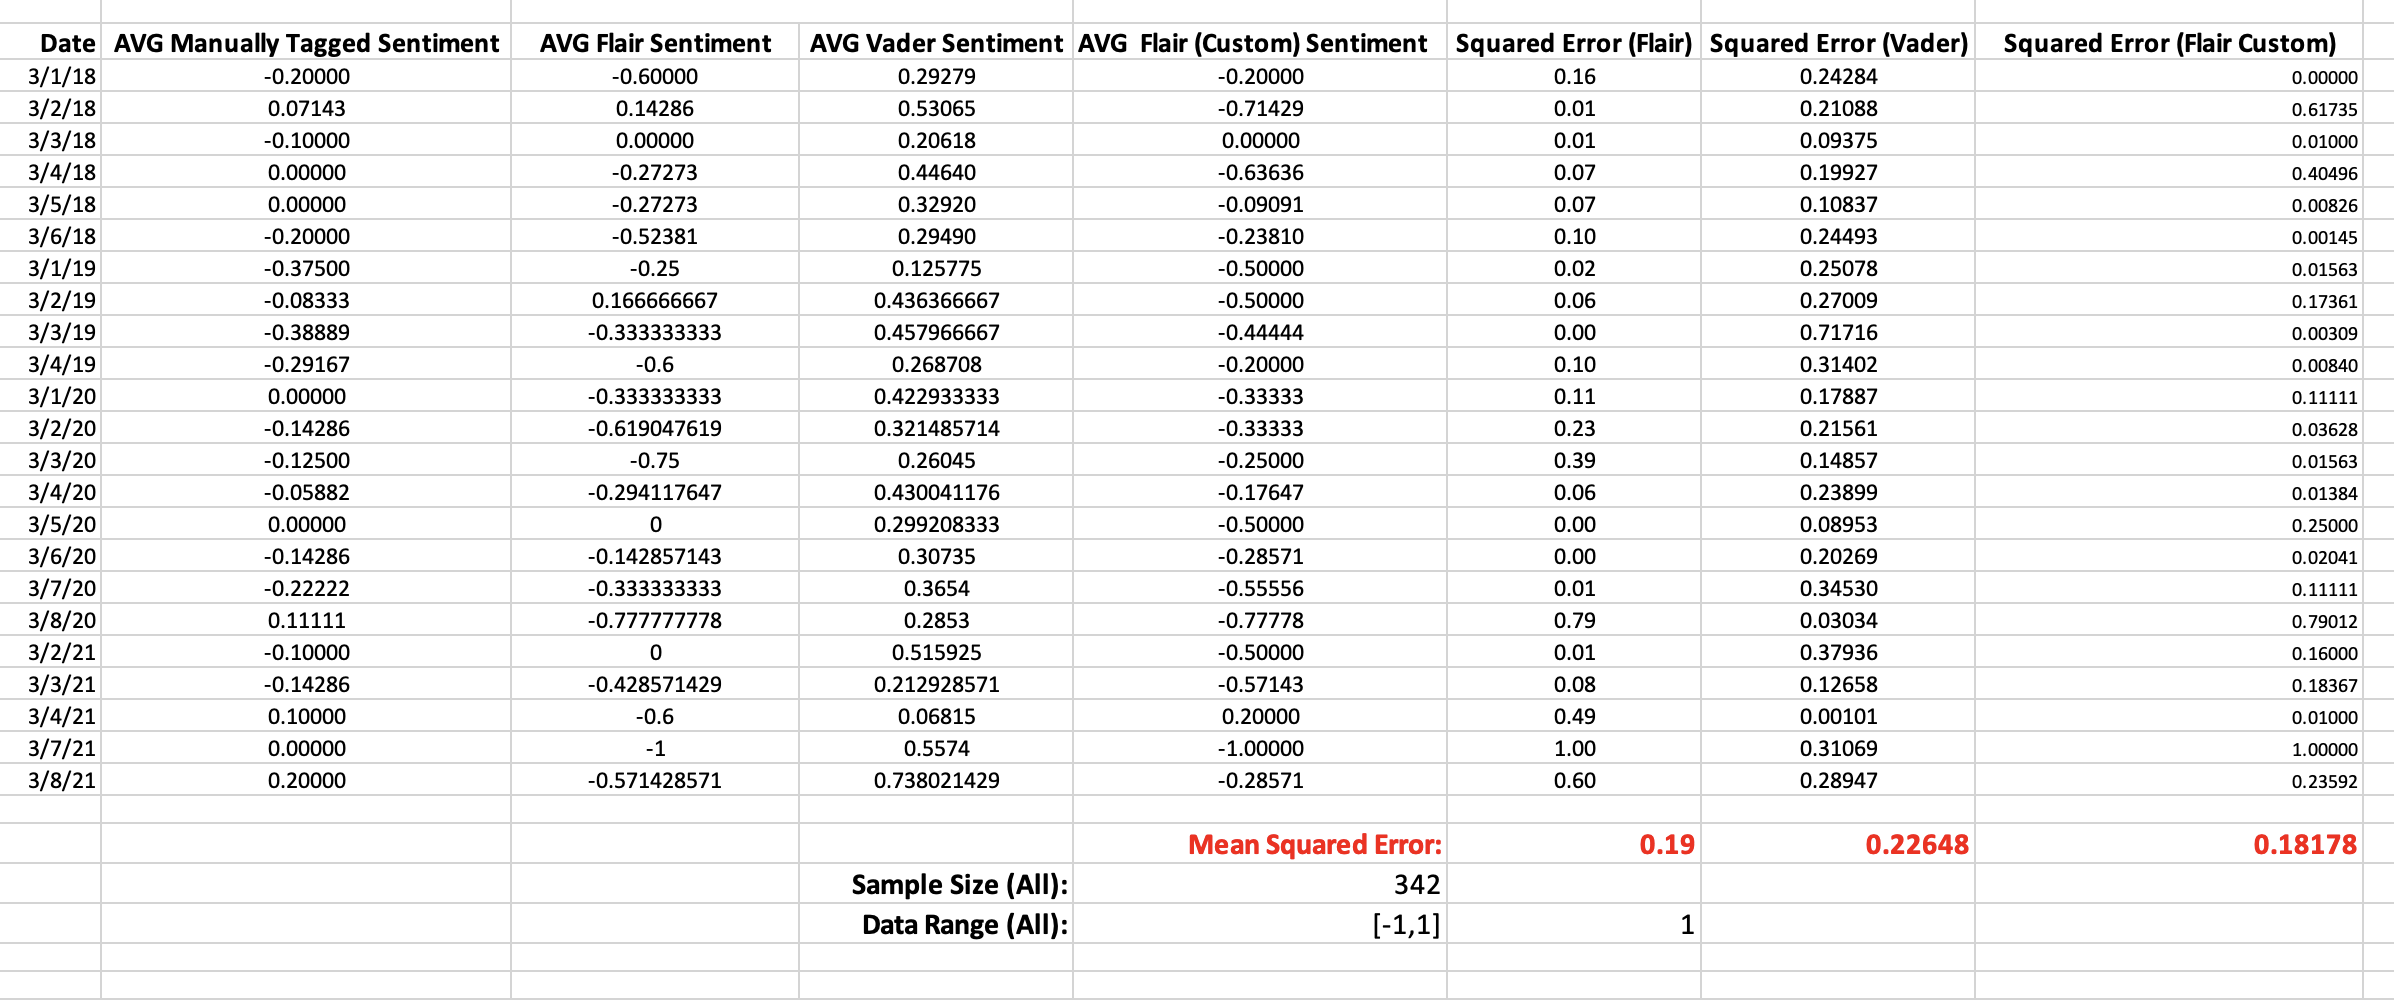 Date AVG Manually Tagged Sentiment AVG Flair Sentiment AVG Vader Sentiment AVG Flair (Custom) Sentiment Squared Error (Flair) Squared Error (Vader) Squared Error (Flair Custom)
3/1/18 -0.20000 -0.60000 0.29279 -0.20000 0.16 0.24284 0.00000
3/2/18 0.07143 0.14286 0.53065 -0.71429 0.01 0.21088 0.61735
3/3/18 -0.10000 0.00000 0.20618 0.00000 0.01 0.09375 0.01000
3/4/18 0.00000 -0.27273 0.44640 -0.63636 0.07 0.19927 0.40496
3/5/18 0.00000 -0.27273 0.32920 -0.09091 0.07 0.10837 0.00826
3/6/18 -0.20000 -0.52381 0.29490 -0.23810 0.10 0.24493 0.00145
3/1/19 -0.37500 -0.25 0.125775 -0.50000 0.02 0.25078 0.01563
3/2/19 -0.08333 0.166666667 0.436366667 -0.50000 0.06 0.27009 0.17361
3/3/19 -0.38889 -0.333333333 0.457966667 -0.44444 0.00 0.71716 0.00309
3/4/19 -0.29167 -0.6 0.268708 -0.20000 0.10 0.31402 0.00840
3/1/20 0.00000 -0.333333333 0.422933333 -0.33333 0.11 0.17887 0.11111
3/2/20 -0.14286 -0.619047619 0.321485714 -0.33333 0.23 0.21561 0.03628
3/3/20 -0.12500 -0.75 0.26045 -0.25000 0.39 0.14857 0.01563
3/4/20 -0.05882 -0.294117647 0.430041176 -0.17647 0.06 0.23899 0.01384
3/5/20 0.00000 0 0.299208333 -0.50000 0.00 0.08953 0.25000
3/6/20 -0.14286 -0.142857143 0.30735 -0.28571 0.00 0.20269 0.02041
3/7/20 -0.22222 -0.333333333 0.3654 -0.55556 0.01 0.34530 0.11111
3/8/20 0.11111 -0.777777778 0.2853 -0.77778 0.79 0.03034 0.79012
3/2/21 -0.10000 0 0.515925 -0.50000 0.01 0.37936 0.16000
3/3/21 -0.14286 -0.428571429 0.212928571 -0.57143 0.08 0.12658 0.18367
3/4/21 0.10000 -0.6 0.06815 0.20000 0.49 0.00101 0.01000
3/7/21 0.00000 -1 0.5574 -1.00000 1.00 0.31069 1.00000
3/8/21 0.20000 -0.571428571 0.738021429 -0.28571 0.60 0.28947 0.23592
Mean Squared Error: 0.19 0.22648 0.18178
Sample Size (All): 342
Data Range (All): [-1,1] 1